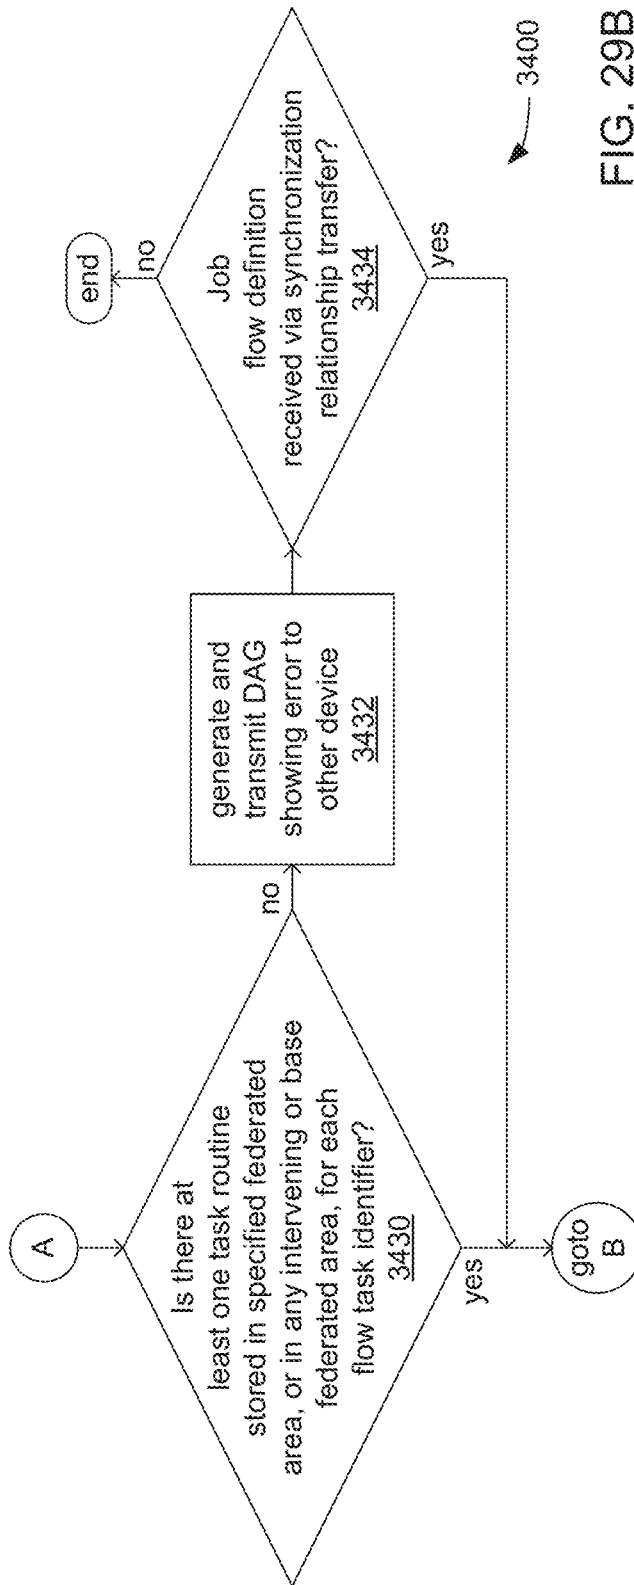 A
Is there at
least one task routine
stored in specified federated
area, or in any intervening or base
federated area, for each
flow task identifier?
3430
yes
no
goto
B
generate and
transmit DAG
showing error to
other device
3432
Job
flow definition
received via synchronization
relationship transfer?
3434
no
end
yes
3400
FIG. 29B